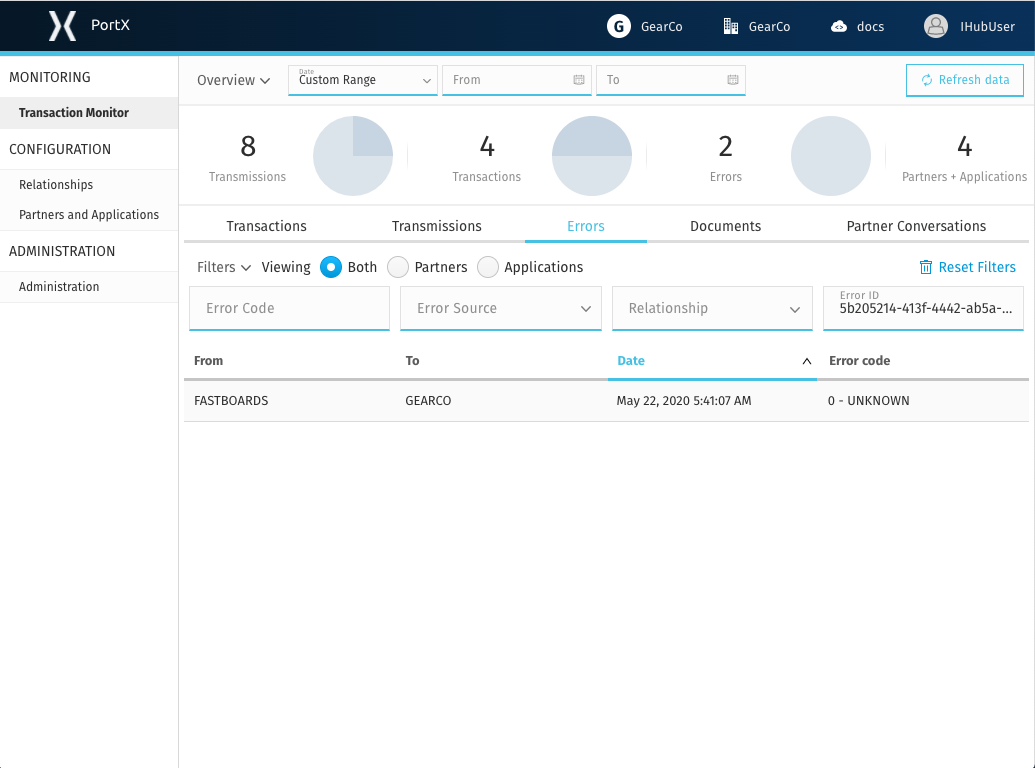 PortX
G GearCo
GearCo
docs
IHubUser
MONITORING
Transaction Monitor
CONFIGURATION
Relationships
Partners and Applications
ADMINISTRATION
Administration
Overview
Date
Custom Range
From
To
Refresh data
8
Transmissions
4
Transactions
2
Errors
4
Partners + Applications
Transactions
Transmissions
Errors
Documents
Partner Conversations
Filters
Viewing
Both
Partners
Applications
Reset Filters
Error Code
Error Source
Relationship
Error ID
5b205214-413f-4442-ab5a-...
From
To
Date
Error code
FASTBOARDS
GEARCO
May 22, 2020 5:41:07 AM
0 - UNKNOWN